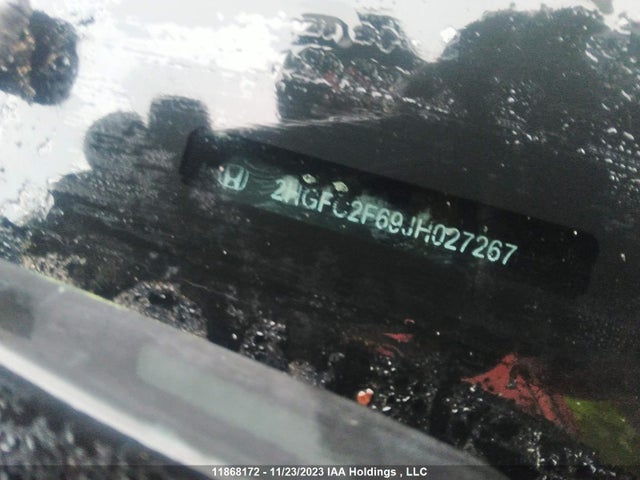 2HGFC2F69JH027267
11868172 - 11/23/2023 IAA Holdings , LLC